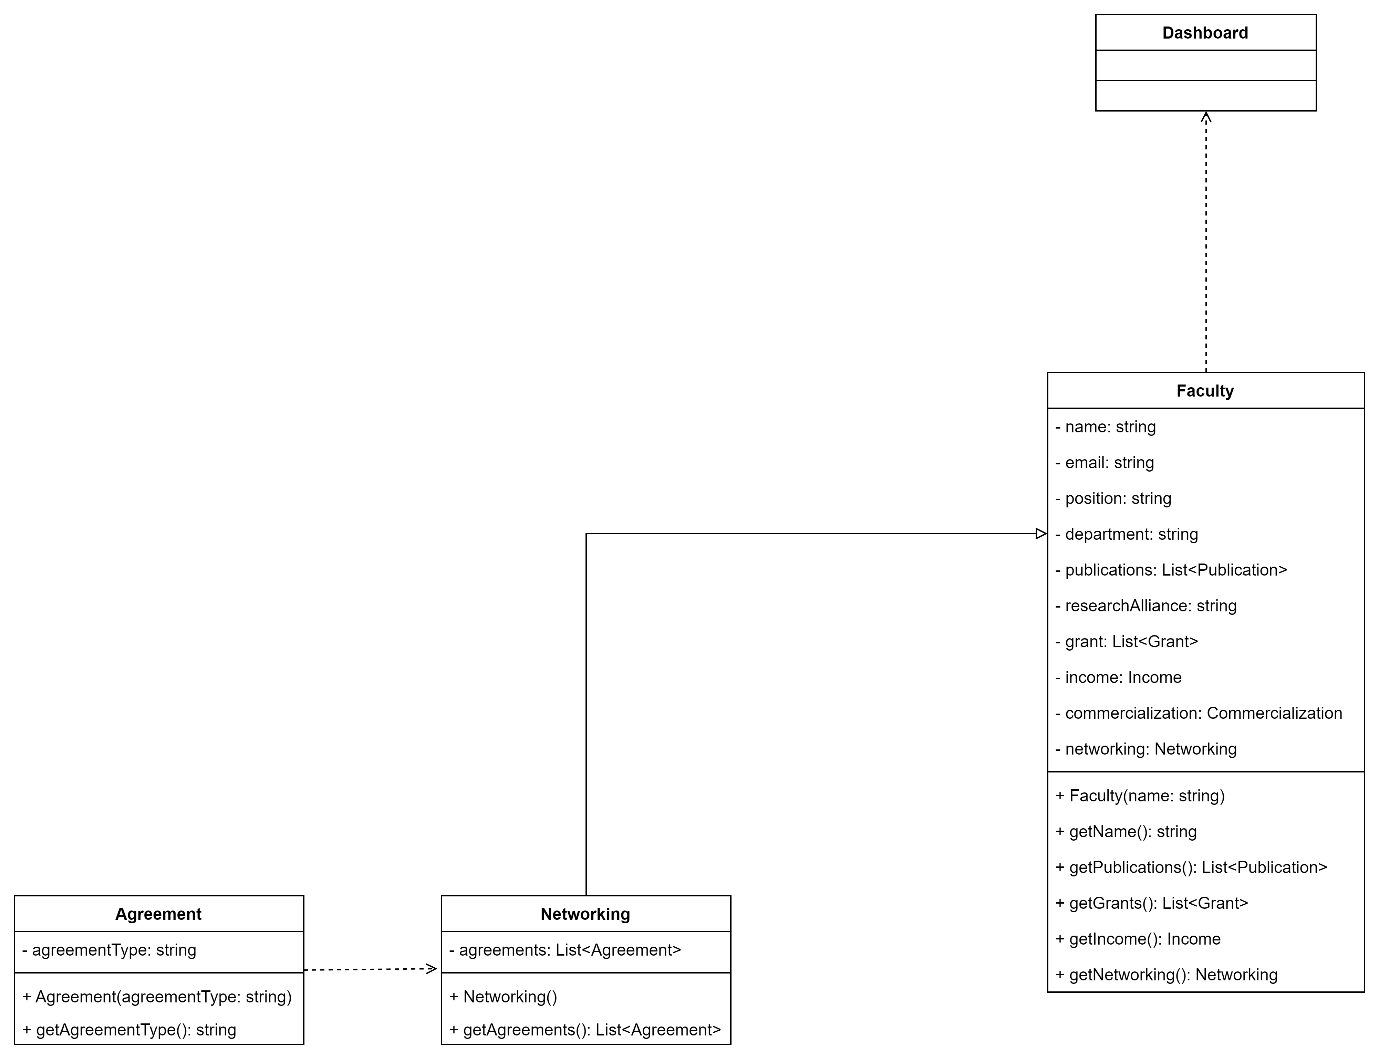 Dashboard
Faculty
- name: string
- email: string
- position: string
- department: string
- publications: List<Publication>
- researchAlliance: string
- grant: List<Grant>
- income: Income
- commercialization: Commercialization
- networking: Networking
+ Faculty(name: string)
+ getName(): string
+ getPublications(): List<Publication>
+ getGrants(): List<Grant>
+ getIncome(): Income
+ getNetworking(): Networking
Agreement
- agreementType: string
+ Agreement(agreementType: string)
+ getAgreementType(): string
Networking
- agreements: List<Agreement>
+ Networking()
+ getAgreements(): List<Agreement>